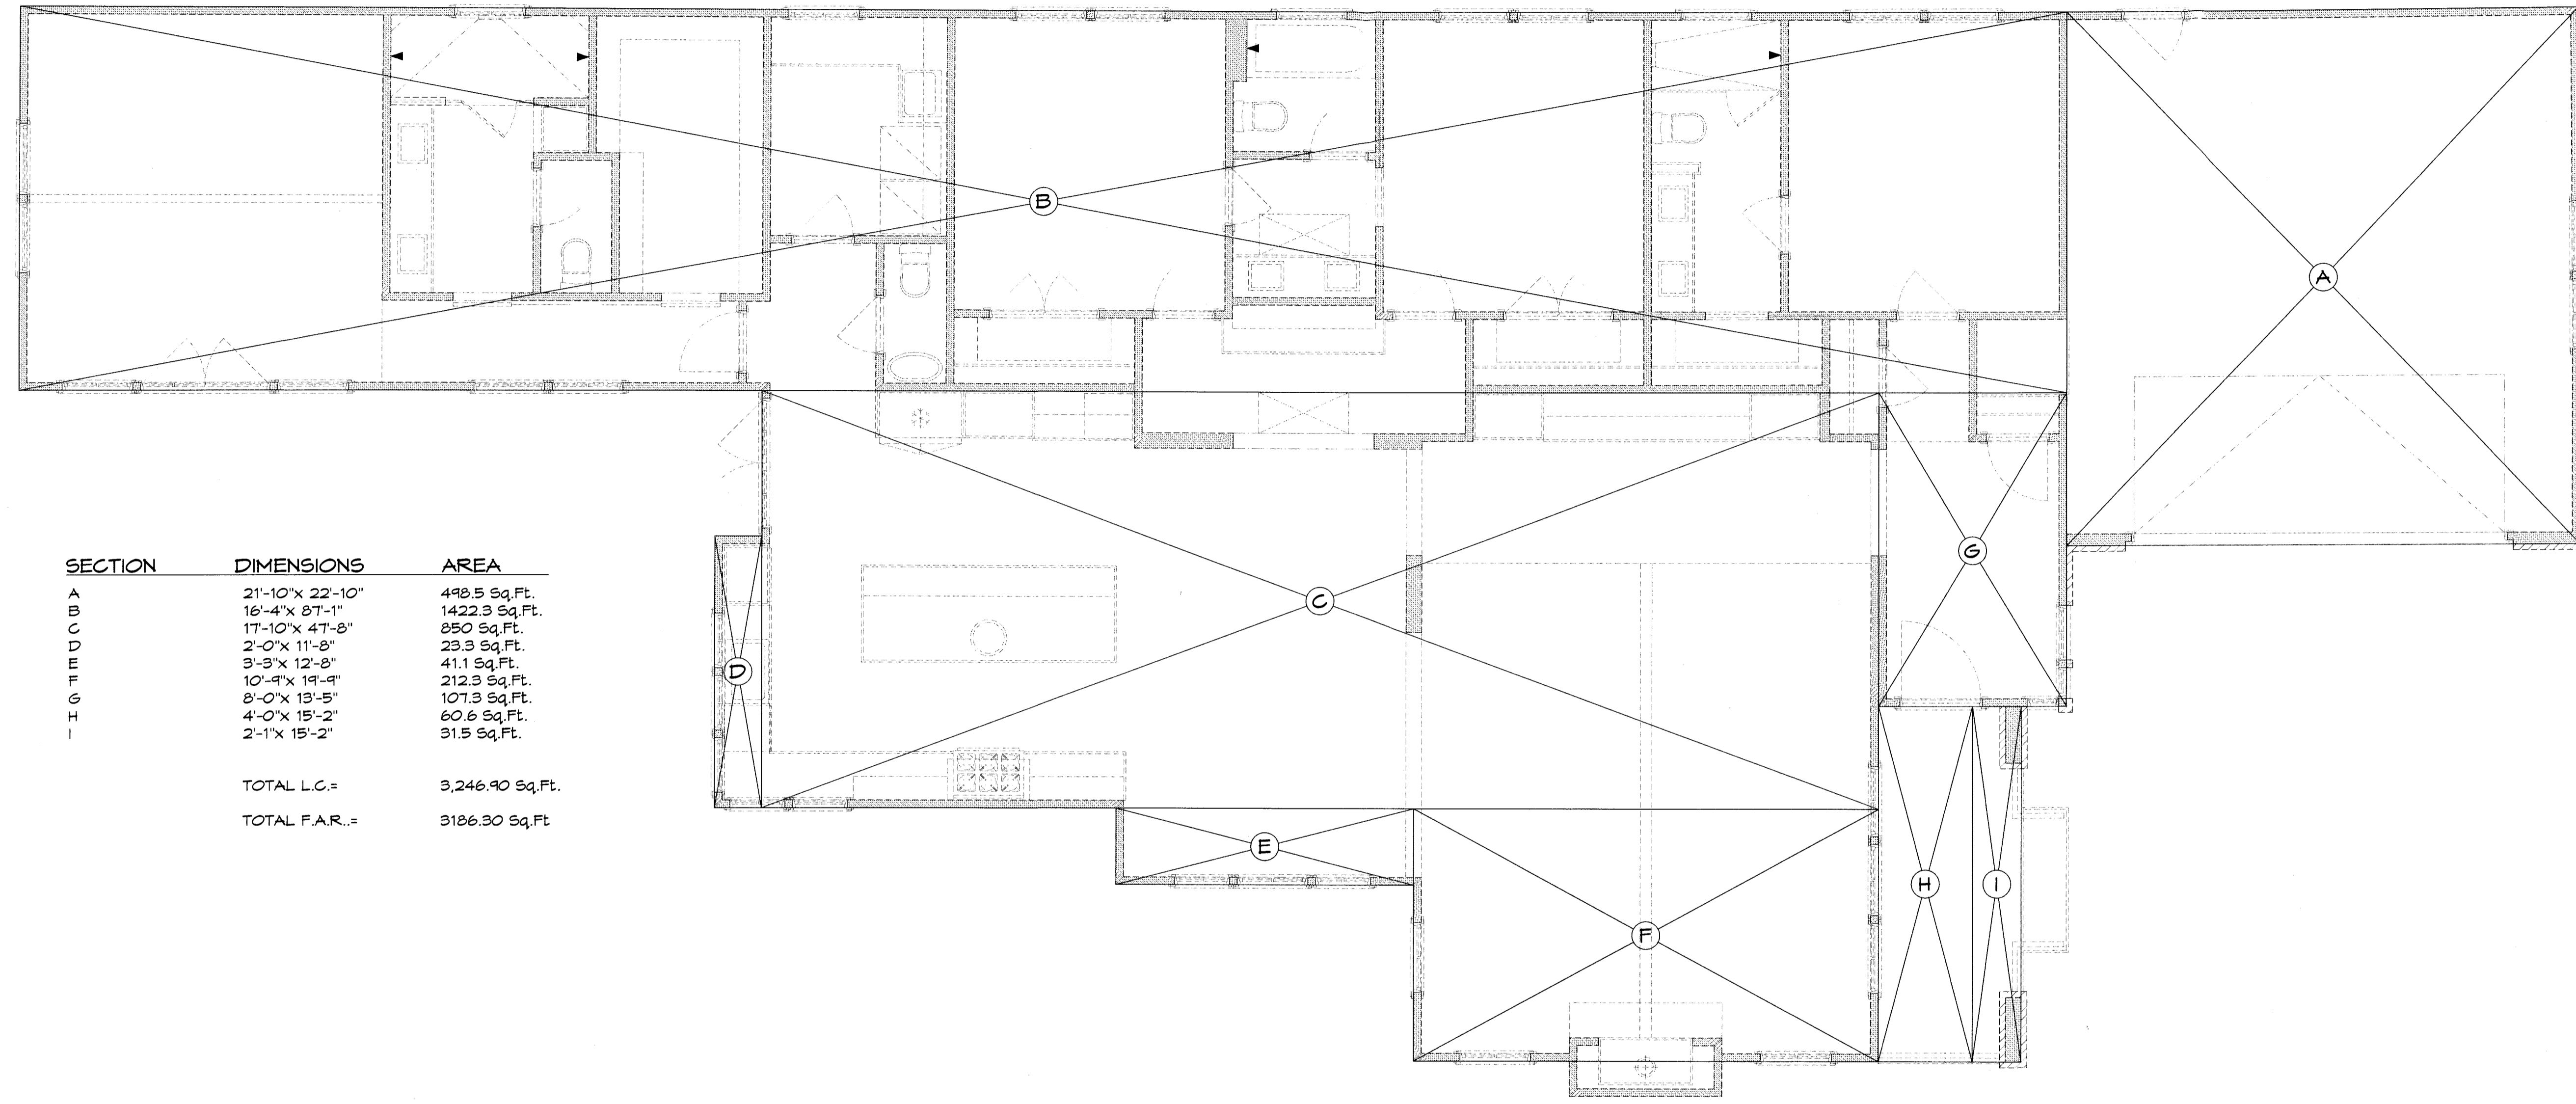 B
A
C
G
D
E
H
I
F
SECTION DIMENSIONS AREA
A 21'-10"x 22'-10" 498.5 Sq.Ft.
B 16'-4"x 87'-1" 1422.3 Sq.Ft.
C 17'-10"x 47'-8" 850 Sq.Ft.
D 2'-0"x 11'-8" 23.3 Sq.Ft.
E 3'-3"x 12'-8" 41.1 Sq.Ft.
F 10'-9"x 19'-9" 212.3 Sq.Ft.
G 8'-0"x 13'-5" 107.3 Sq.Ft.
H 4'-0"x 15'-2" 60.6 Sq.Ft.
I 2'-1"x 15'-2" 31.5 Sq.Ft.
TOTAL L.C.= 3,246.90 Sq.Ft.
TOTAL F.A.R..= 3186.30 Sq.Ft